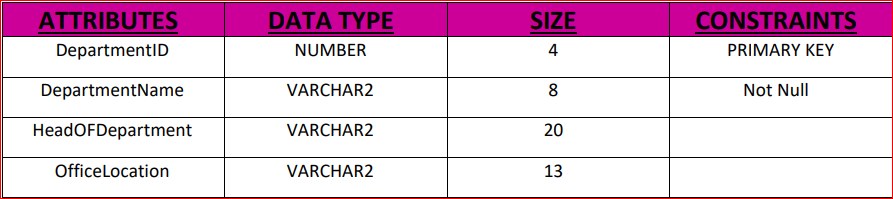 ATTRIBUTES DATA TYPE SIZE CONSTRAINTS
DepartmentID NUMBER 4 PRIMARY KEY
DepartmentName VARCHAR2 8 Not Null
HeadOFDepartment VARCHAR2 20
OfficeLocation VARCHAR2 13